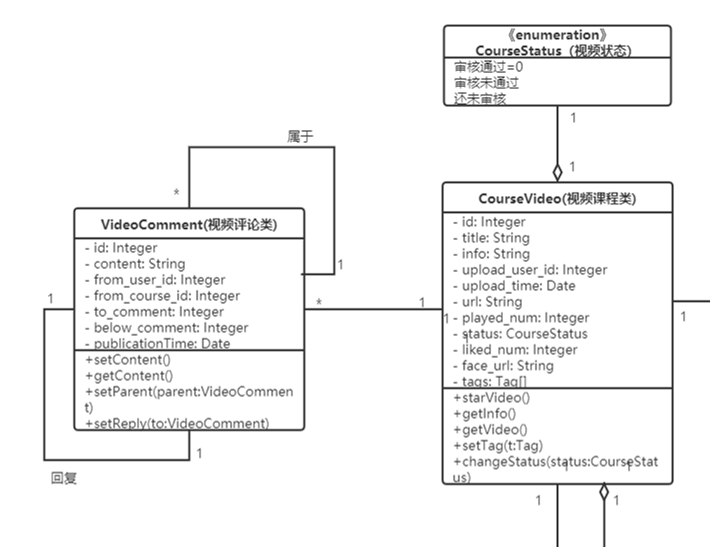 《enumeration》
CourseStatus（视频状态）
审核通过=0
审核未通过
还未审核
1
1
属于
*
1
VideoComment(视频评论类)
- id: Integer
- content: String
- from_user_id: Integer
- from_course_id: Integer
- to_comment: Integer
- below_comment: Integer
- publicationTime: Date
+setContent()
+getContent()
+setParent(parent:VideoCommen
t)
+setReply(to:VideoComment)
1
1
回复
*
1
CourseVideo(视频课程类)
- id: Integer
- title: String
- info: String
- upload_user_id: Integer
- upload_time: Date
- url: String
- played_num: Integer
- status: CourseStatus
- liked_num: Integer
- face_url: String
- tags: Tag[]
+starVideo()
+getInfo()
+getVideo()
+setTag(t:Tag)
+changeStatus(status:CourseStat
us)
1
1
1
1